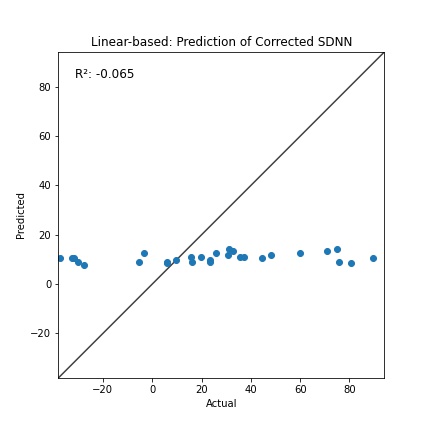 Linear-based: Prediction of Corrected SDNN
R²: -0.065
80
60
40
20
0
−20
Predicted
−20 0 20 40 60 80
Actual